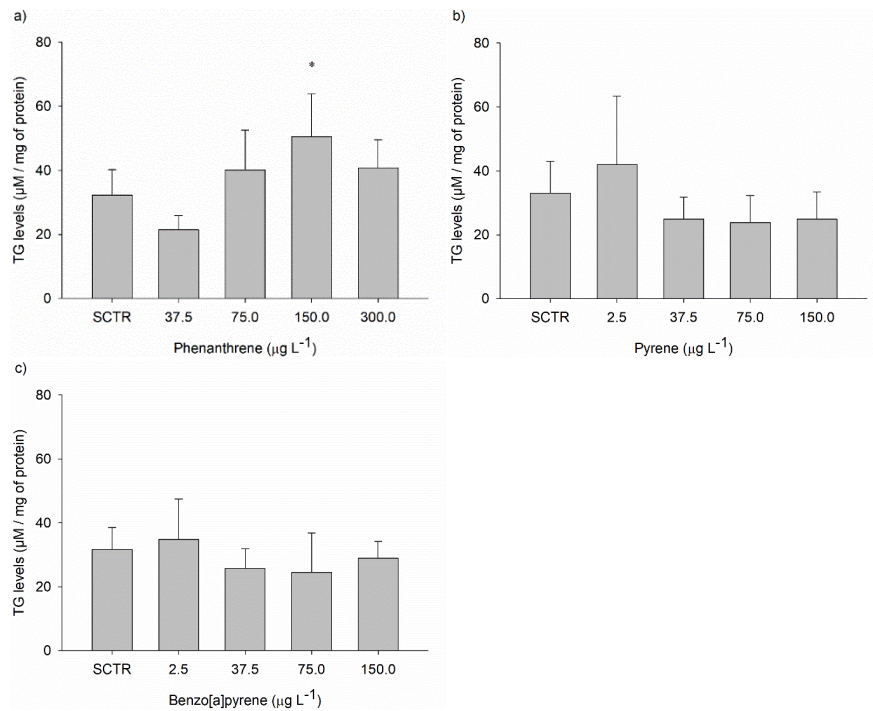 a)
TG levels (µM / mg of protein)
80
60
40
20
0
*
SCTR 37.5 75.0 150.0 300.0
Phenanthrene (µg L-1)
b)
TG levels (µM / mg of protein)
80
60
40
20
0
SCTR 2.5 37.5 75.0 150.0
Pyrene (µg L-1)
c)
TG levels (µM / mg of protein)
80
60
40
20
0
SCTR 2.5 37.5 75.0 150.0
Benzo[a]pyrene (µg L-1)